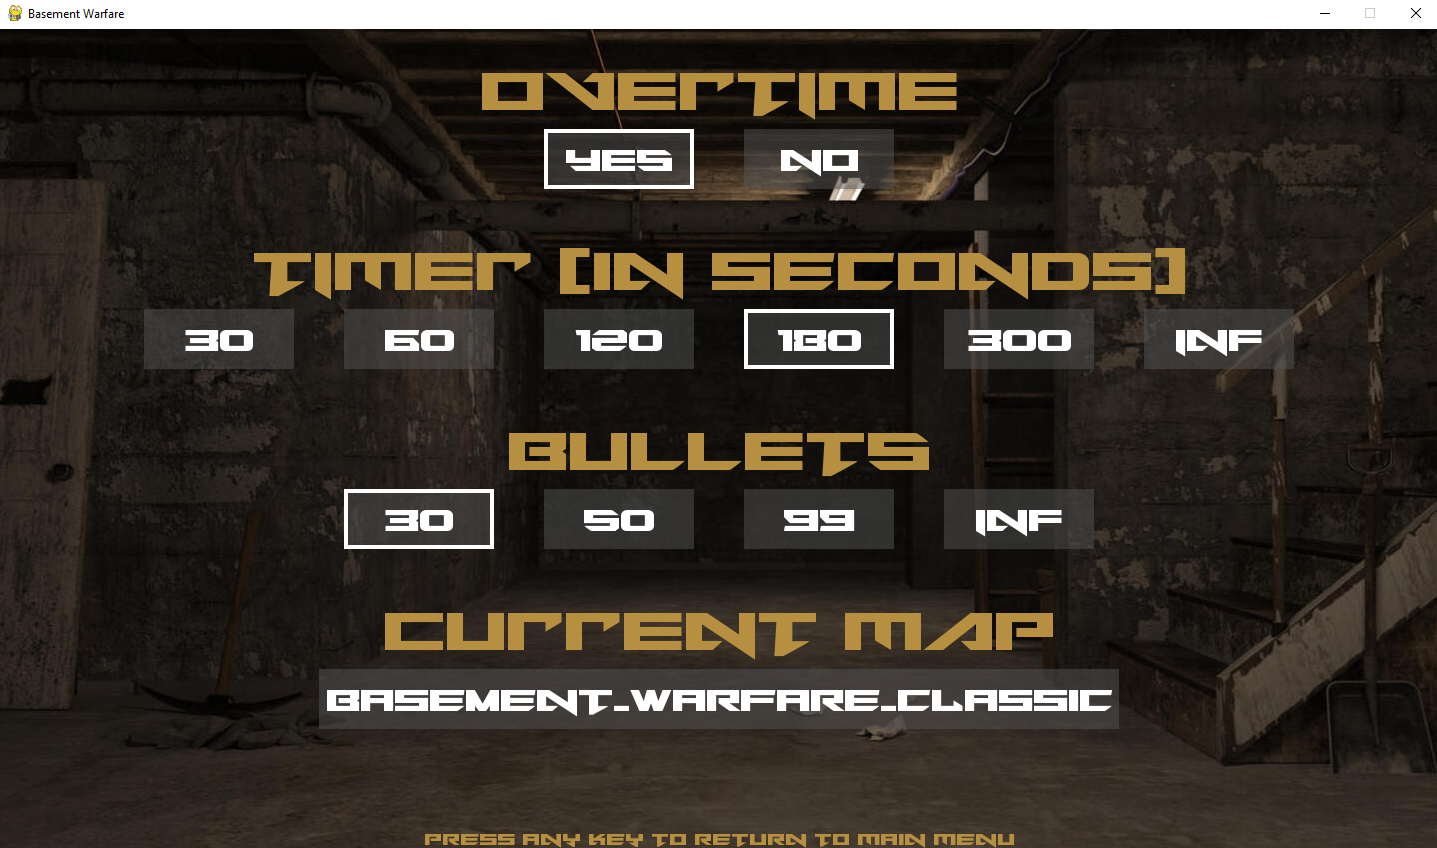 Basement Warfare
OVERTIME
YES NO
TIMER [IN SECONDS]
30 60 120 180 300 INF
BULLETS
30 50 99 INF
CURRENT MAP
BASEMENT_WARFARE_CLASSIC
PRESS ANY KEY TO RETURN TO MAIN MENU